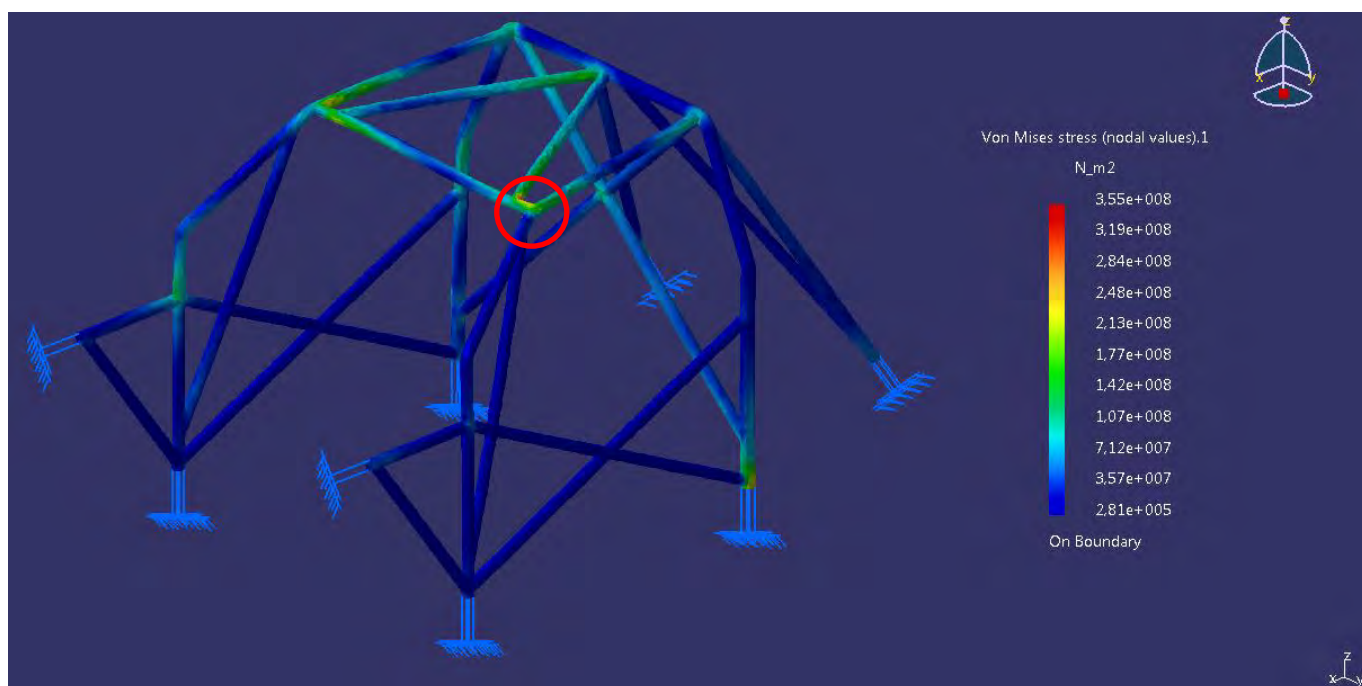 z
x
y
Von Mises stress (nodal values).1
N_m2
3,55e+008
3,19e+008
2,84e+008
2,48e+008
2,13e+008
1,77e+008
1,42e+008
1,07e+008
7,12e+007
3,57e+007
2,81e+005
On Boundary
z
x
y